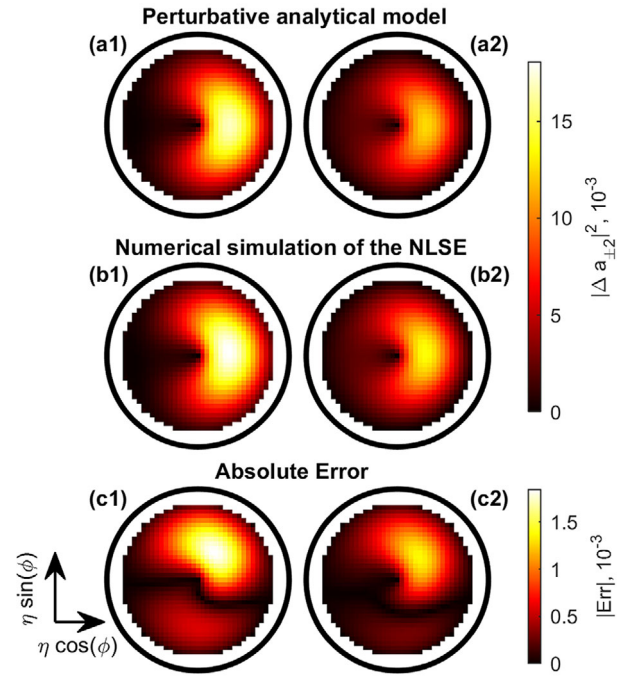 Perturbative analytical model
(a1) (a2)
Numerical simulation of the NLSE
(b1) (b2)
15
10
5
0
|Δ a±2|², 10⁻³
Absolute Error
(c1) (c2)
1.5
1
0.5
0
|Err|, 10⁻³
η sin(ϕ)
η cos(ϕ)